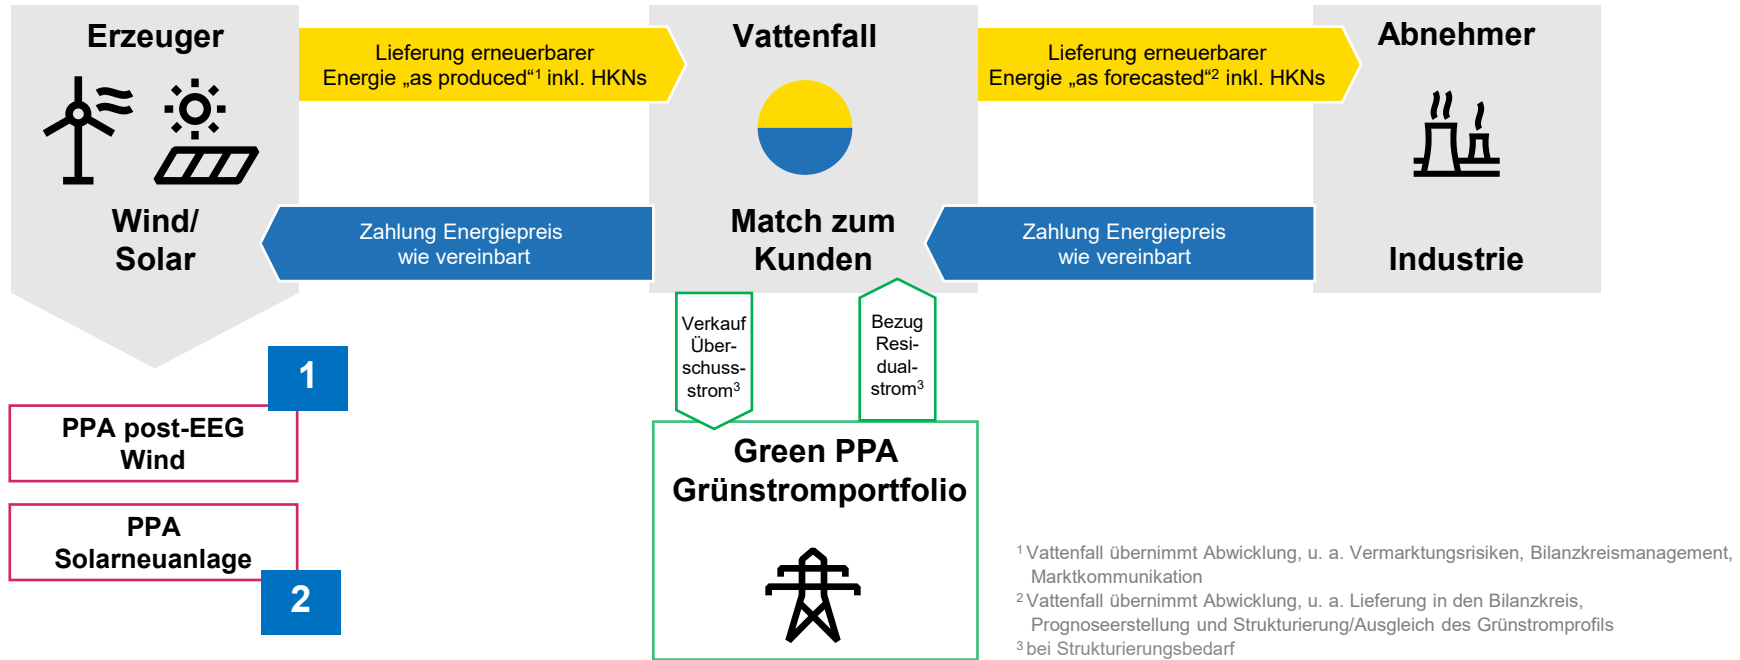 Erzeuger
Wind/
Solar
Lieferung erneuerbarer
Energie „as produced“¹ inkl. HKNs
Zahlung Energiepreis
wie vereinbart
Vattenfall
Match zum
Kunden
Lieferung erneuerbarer
Energie „as forecasted“² inkl. HKNs
Zahlung Energiepreis
wie vereinbart
Abnehmer
Industrie
Verkauf
Über-
schuss-
strom³
Bezug
Resi-
dual-
strom³
1
PPA post-EEG
Wind
PPA
Solarneuanlage
2
Green PPA
Grünstromportfolio
¹ Vattenfall übernimmt Abwicklung, u. a. Vermarktungsrisiken, Bilanzkreismanagement,
Marktkommunikation
² Vattenfall übernimmt Abwicklung, u. a. Lieferung in den Bilanzkreis,
Prognoseerstellung und Strukturierung/Ausgleich des Grünstromprofils
³ bei Strukturierungsbedarf